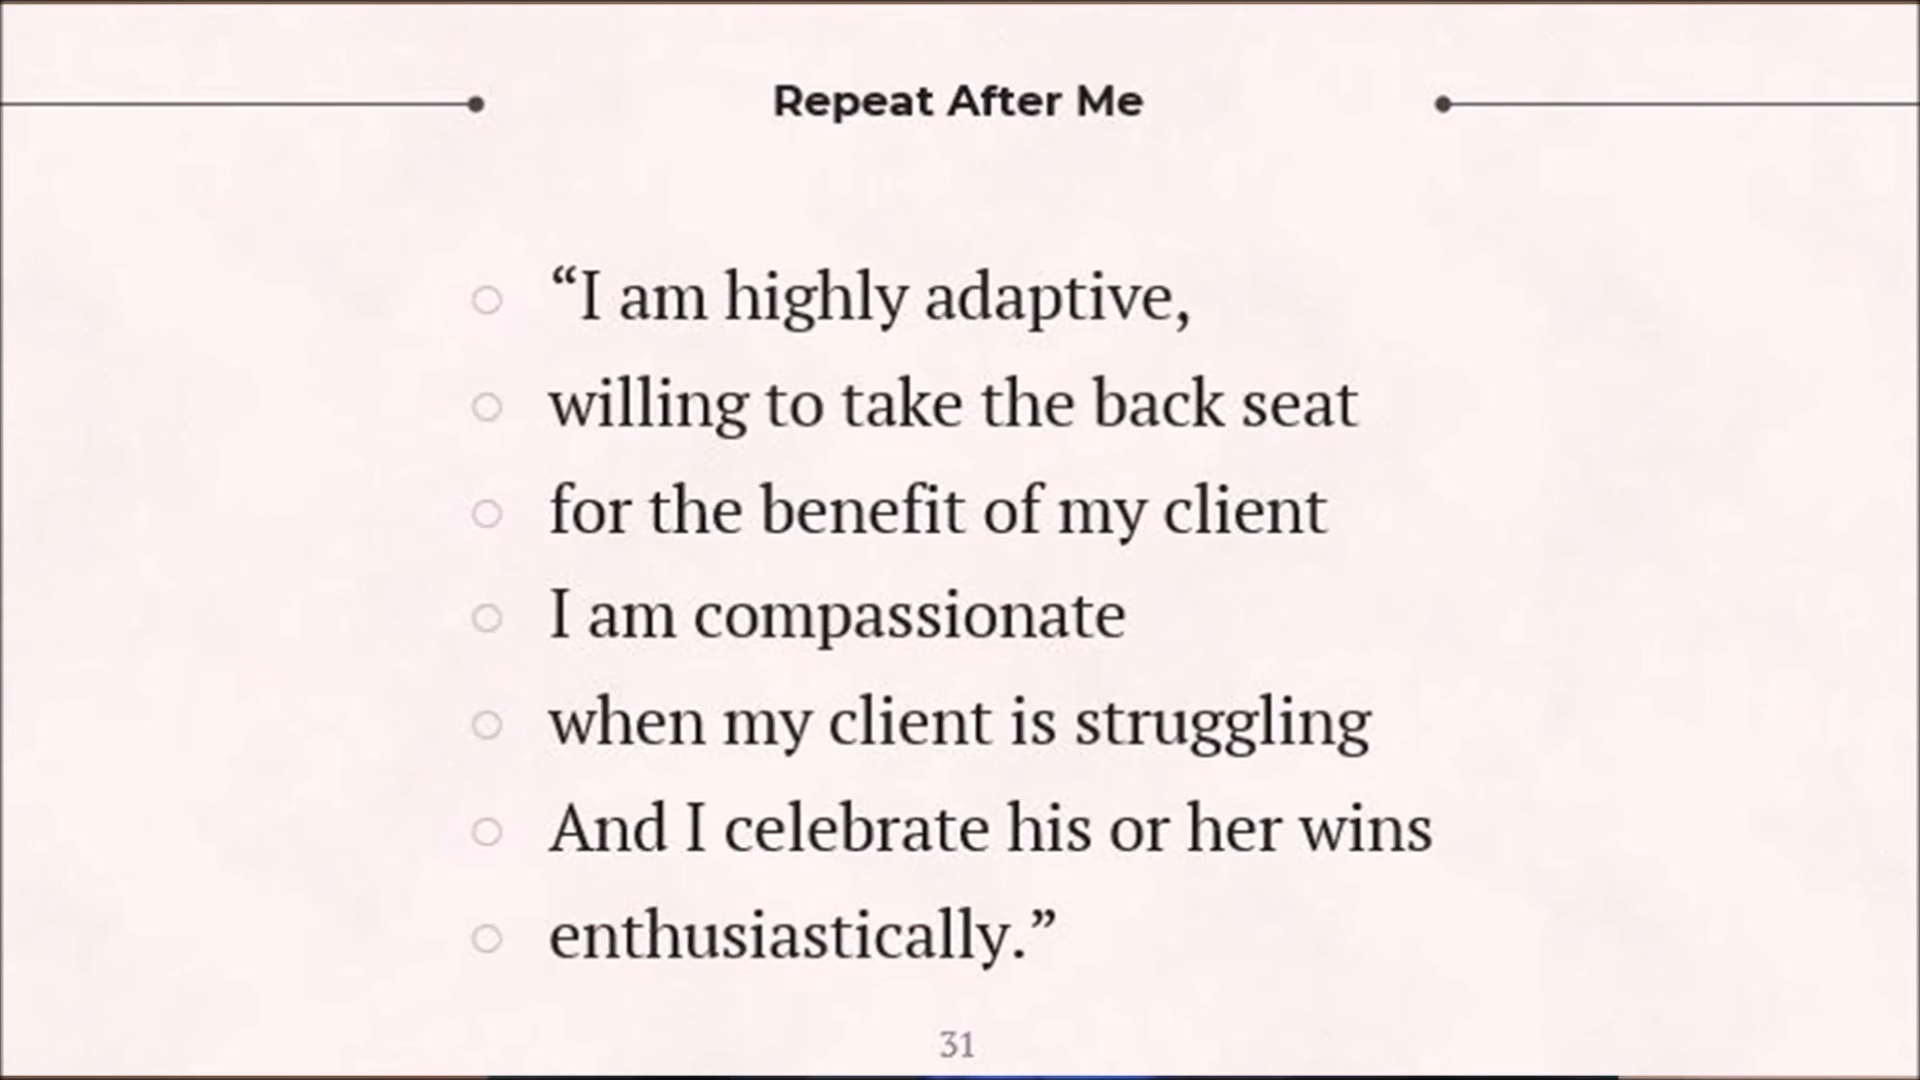 Repeat After Me
“I am highly adaptive,
willing to take the back seat
for the benefit of my client
I am compassionate
when my client is struggling
And I celebrate his or her wins
enthusiastically.”
31